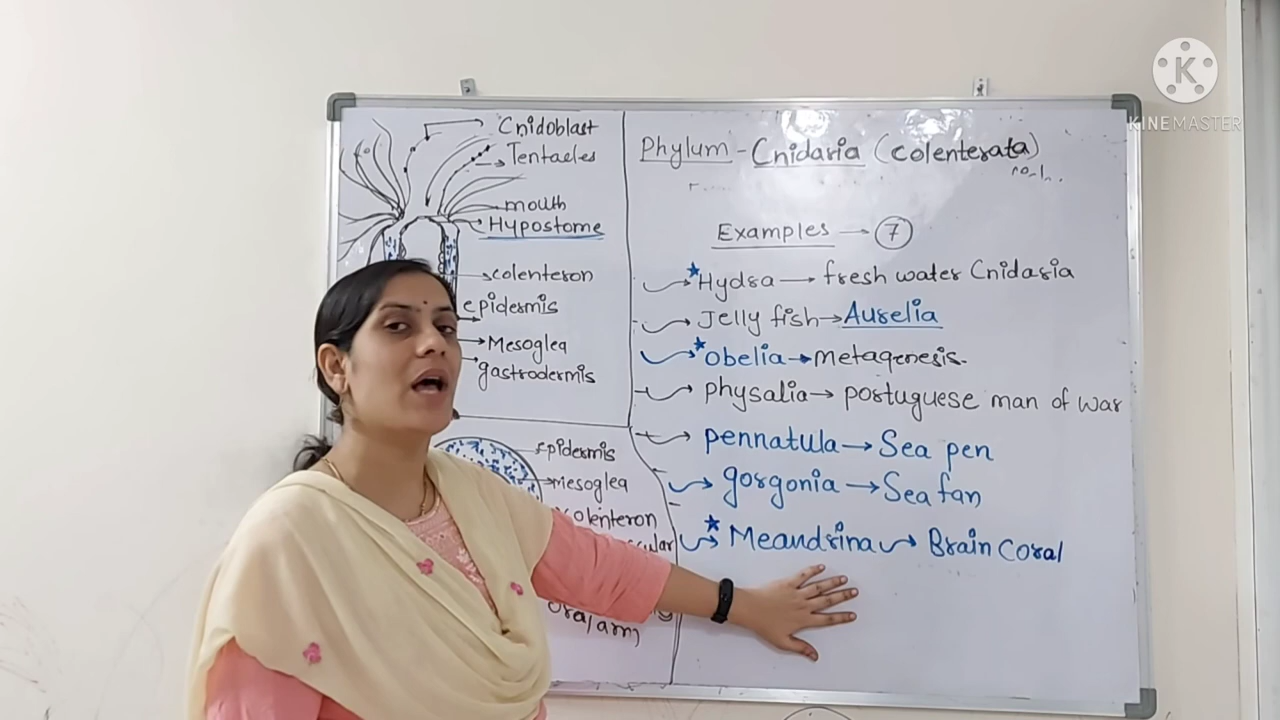 Cnidoblast
Tentacles
mouth
Hypostome
colenteron
epidermis
Mesoglea
gastrodermis
epidermis
mesoglea
colenteron
oral arm
Phylum - Cnidaria (colenterata)
Examples → 7
Hydra → fresh water Cnidaria
Jelly fish → Aurelia
obelia → metagenesis.
physalia → portuguese man of war
pennatula → Sea pen
gorgonia → Sea fan
Meandrina → Brain Coral
K
KINEMASTER